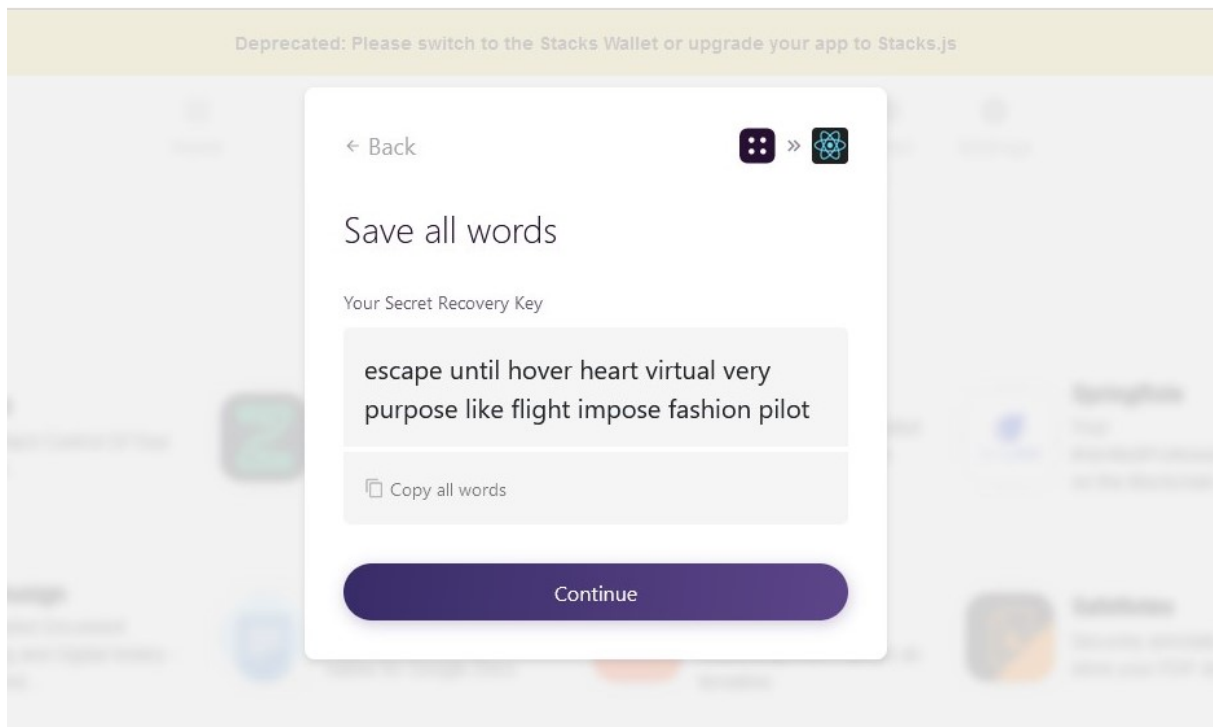 Deprecated: Please switch to the Stacks Wallet or upgrade your app to Stacks.js
← Back
»
Save all words
Your Secret Recovery Key
escape until hover heart virtual very
purpose like flight impose fashion pilot
Copy all words
Continue